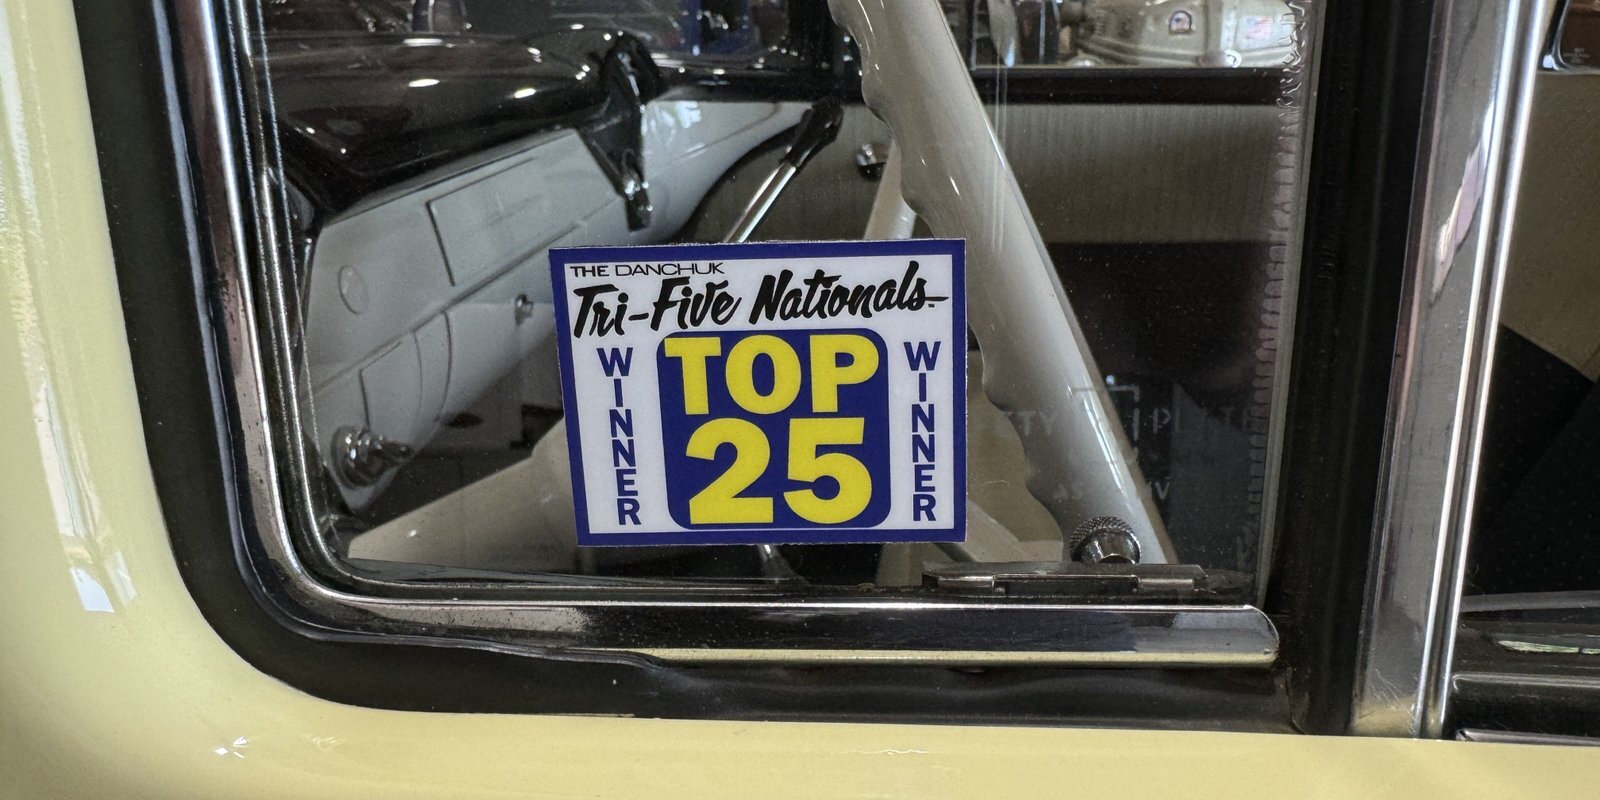 THE DANCHUK
Tri-Five Nationals
WINNER
TOP
25
WINNER